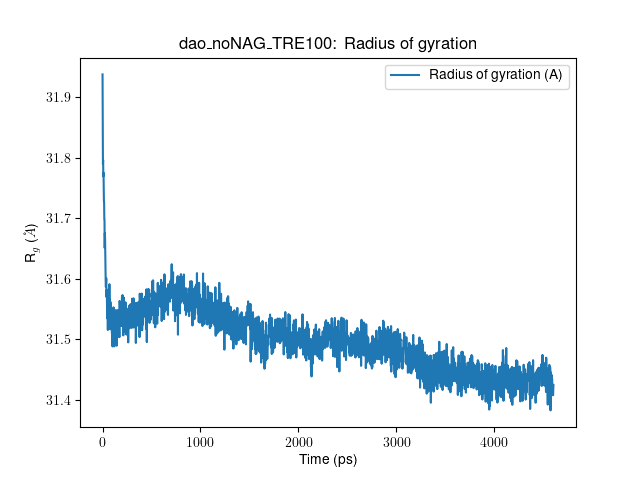 dao_noNAG_TRE100: Radius of gyration
Radius of gyration (A)
31.9
31.8
31.7
31.6
31.5
31.4
R_g (Å)
0 1000 2000 3000 4000
Time (ps)